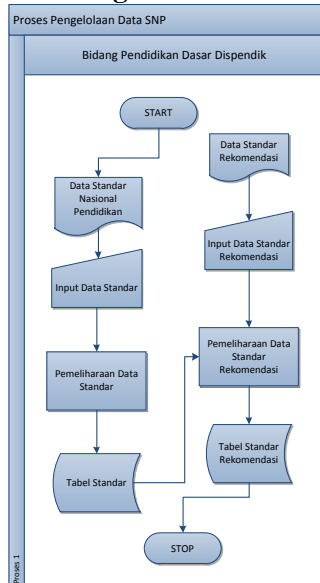 Proses Pengelolaan Data SNP
Bidang Pendidikan Dasar Dispendik
START
Data Standar
Nasional
Pendidikan
Input Data Standar
Pemeliharaan Data
Standar
Tabel Standar
Data Standar
Rekomendasi
Input Data Standar
Rekomendasi
Pemeliharaan Data
Standar
Rekomendasi
Tabel Standar
Rekomendasi
STOP
Proses 1